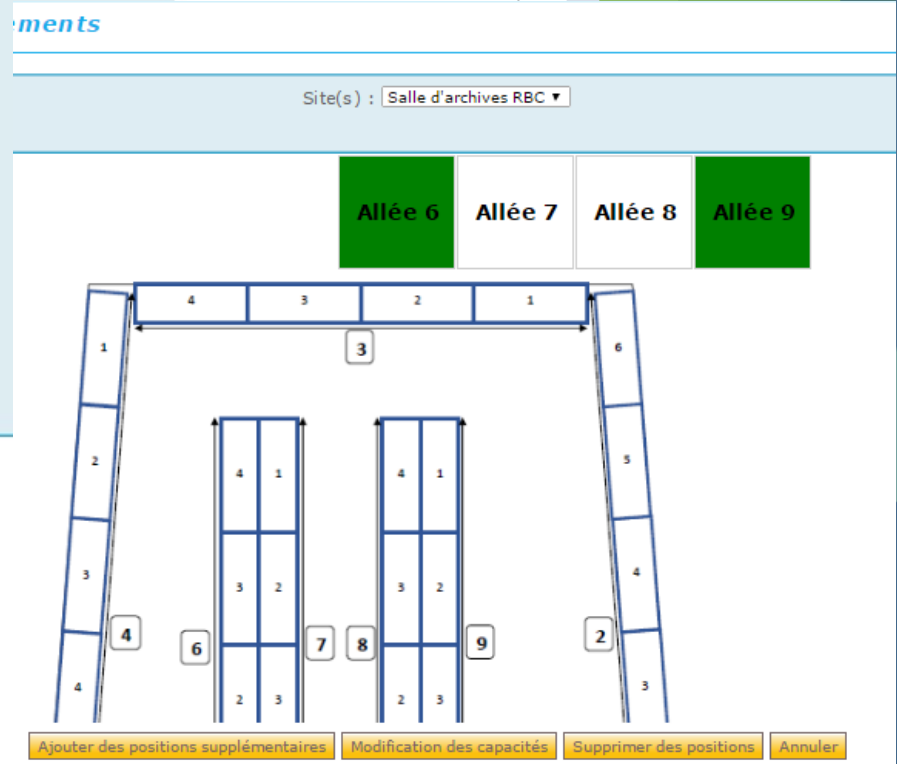 ements
Site(s) : Salle d'archives RBC
Allée 6 Allée 7 Allée 8 Allée 9
4 3 2 1
1 3 6
2 4 1 4 1 5
3 3 2 3 2 4
4 6 7 8 9 2
4 2 3 2 3 3
Ajouter des positions supplémentaires Modification des capacités Supprimer des positions Annuler